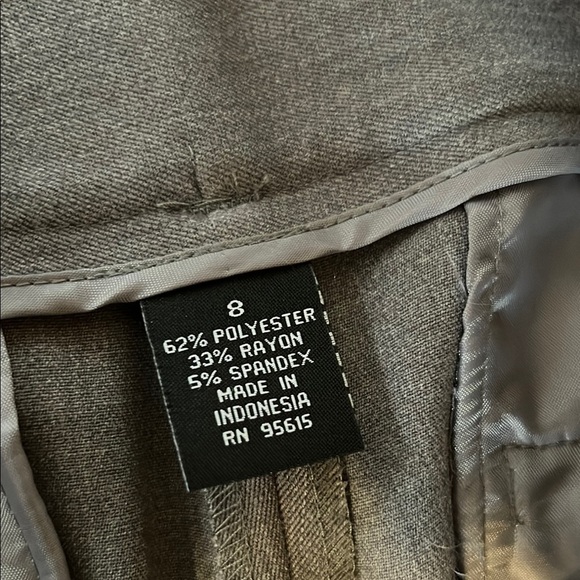 8
62% POLYESTER
33% RAYON
5% SPANDEX
MADE IN
INDONESIA
RN 95615